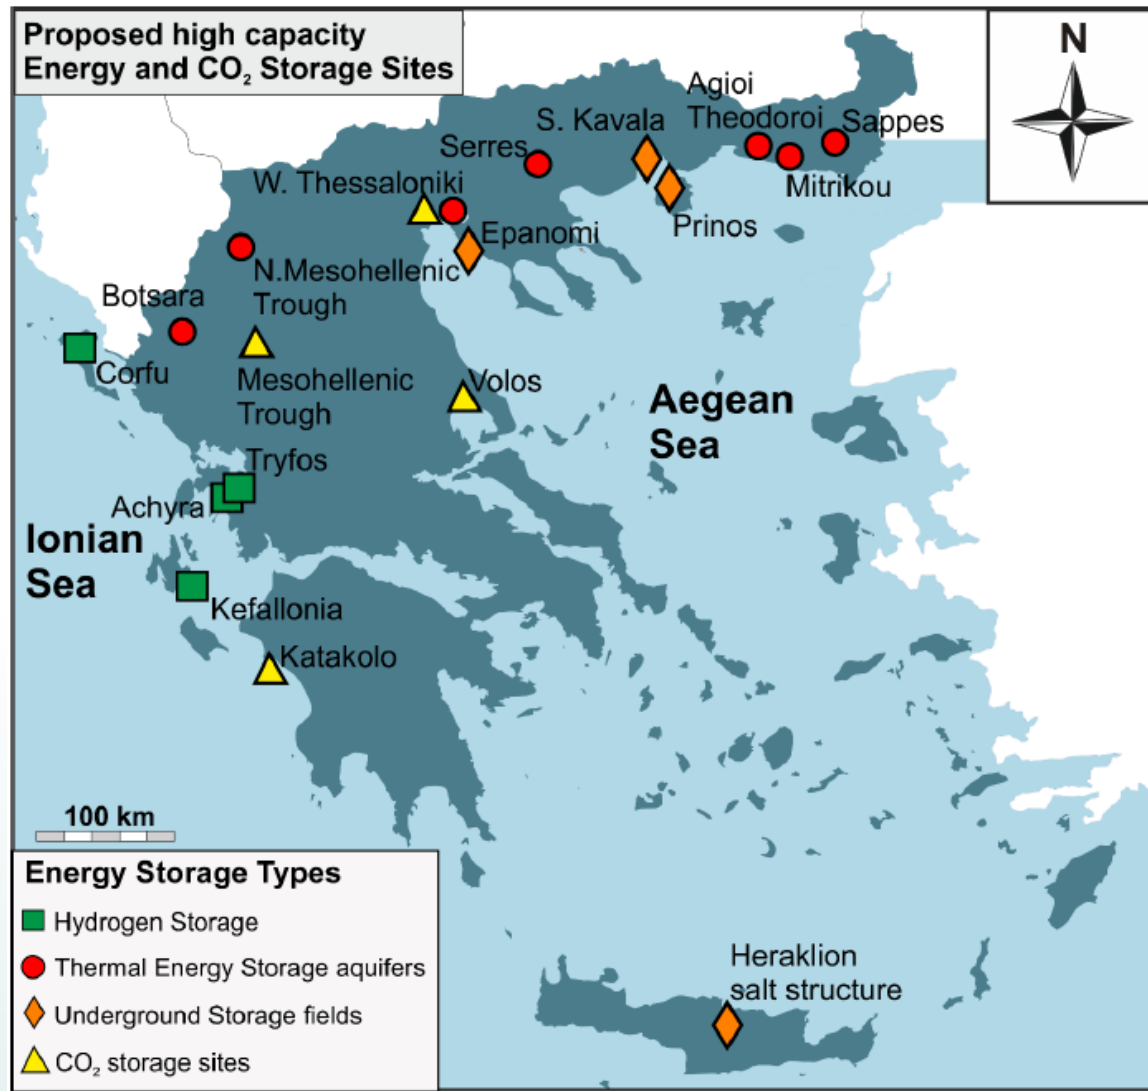 Proposed high capacity
Energy and CO₂ Storage Sites
N
Agioi
Theodoroi
S. Kavala
Sappes
Serres
Mitrikou
W. Thessaloniki
Prinos
Epanomi
N.Mesohellenic
Trough
Botsara
Corfu
Mesohellenic
Trough
Volos
Aegean
Sea
Tryfos
Achyra
Ionian
Sea
Kefallonia
Katakolo
100 km
Energy Storage Types
Hydrogen Storage
Thermal Energy Storage aquifers
Underground Storage fields
CO₂ storage sites
Heraklion
salt structure